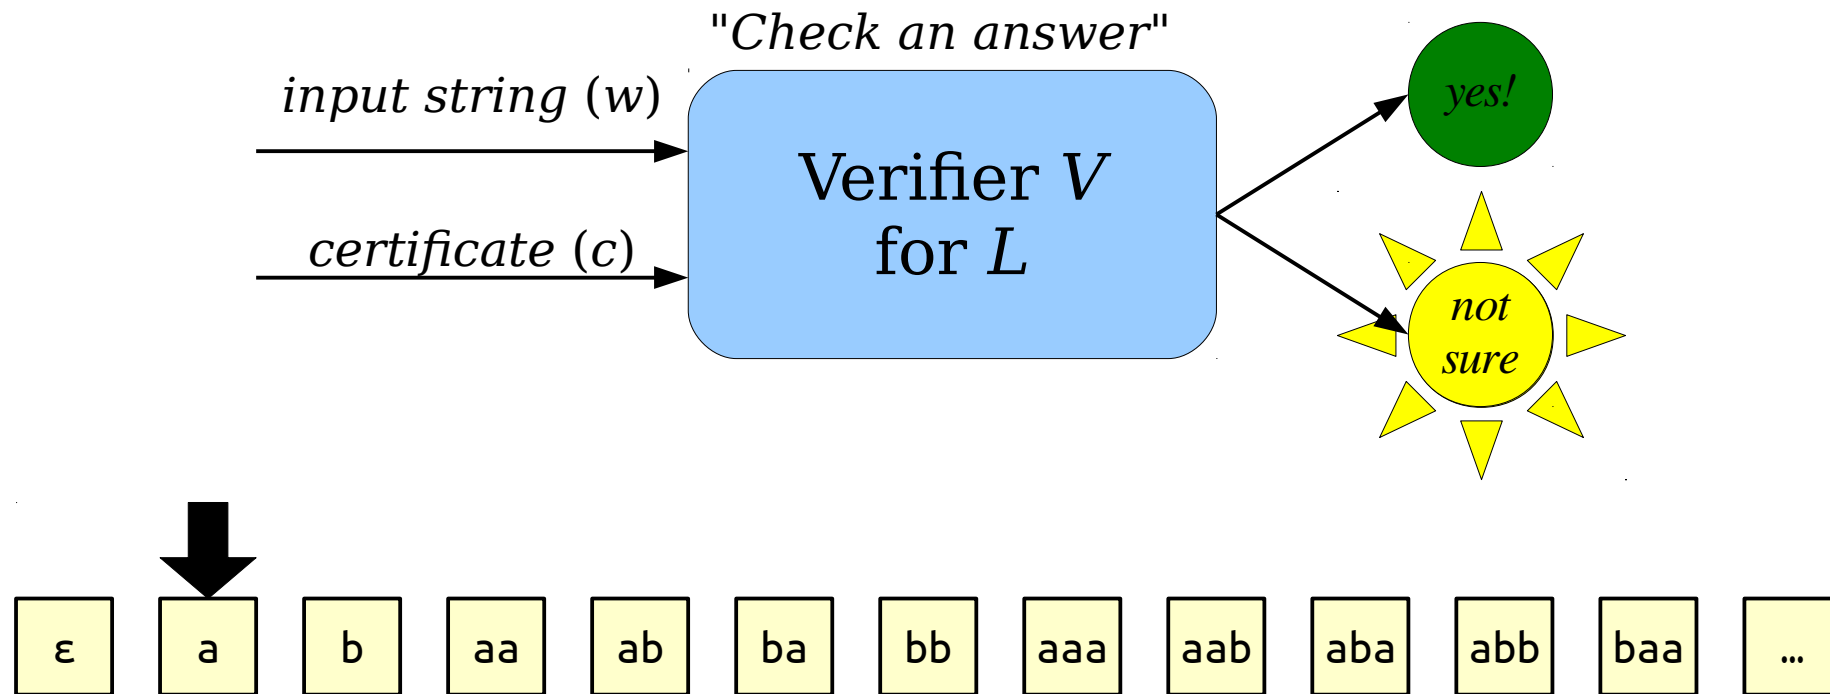 "Check an answer"
input string (w)
certificate (c)
Verifier V
for L
yes!
not
sure
ε a b aa ab ba bb aaa aab aba abb baa …